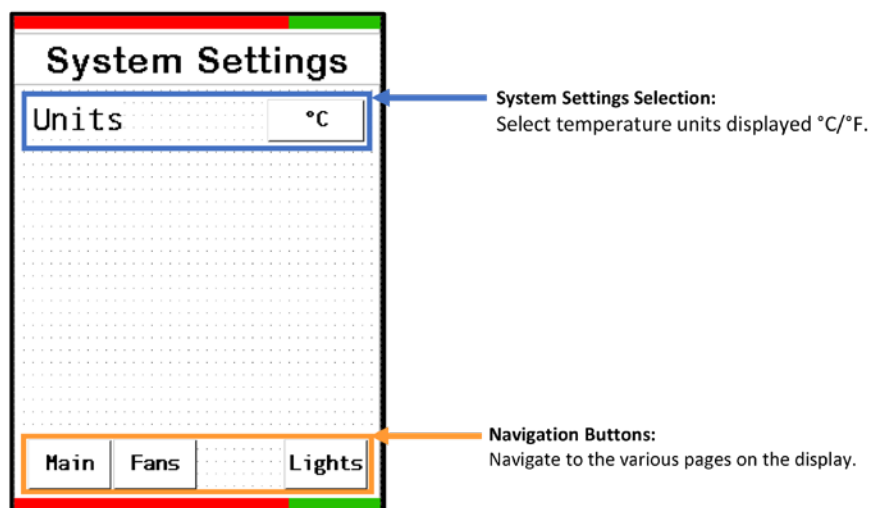 System Settings
Units °C
System Settings Selection:
Select temperature units displayed °C/°F.
Main Fans Lights
Navigation Buttons:
Navigate to the various pages on the display.